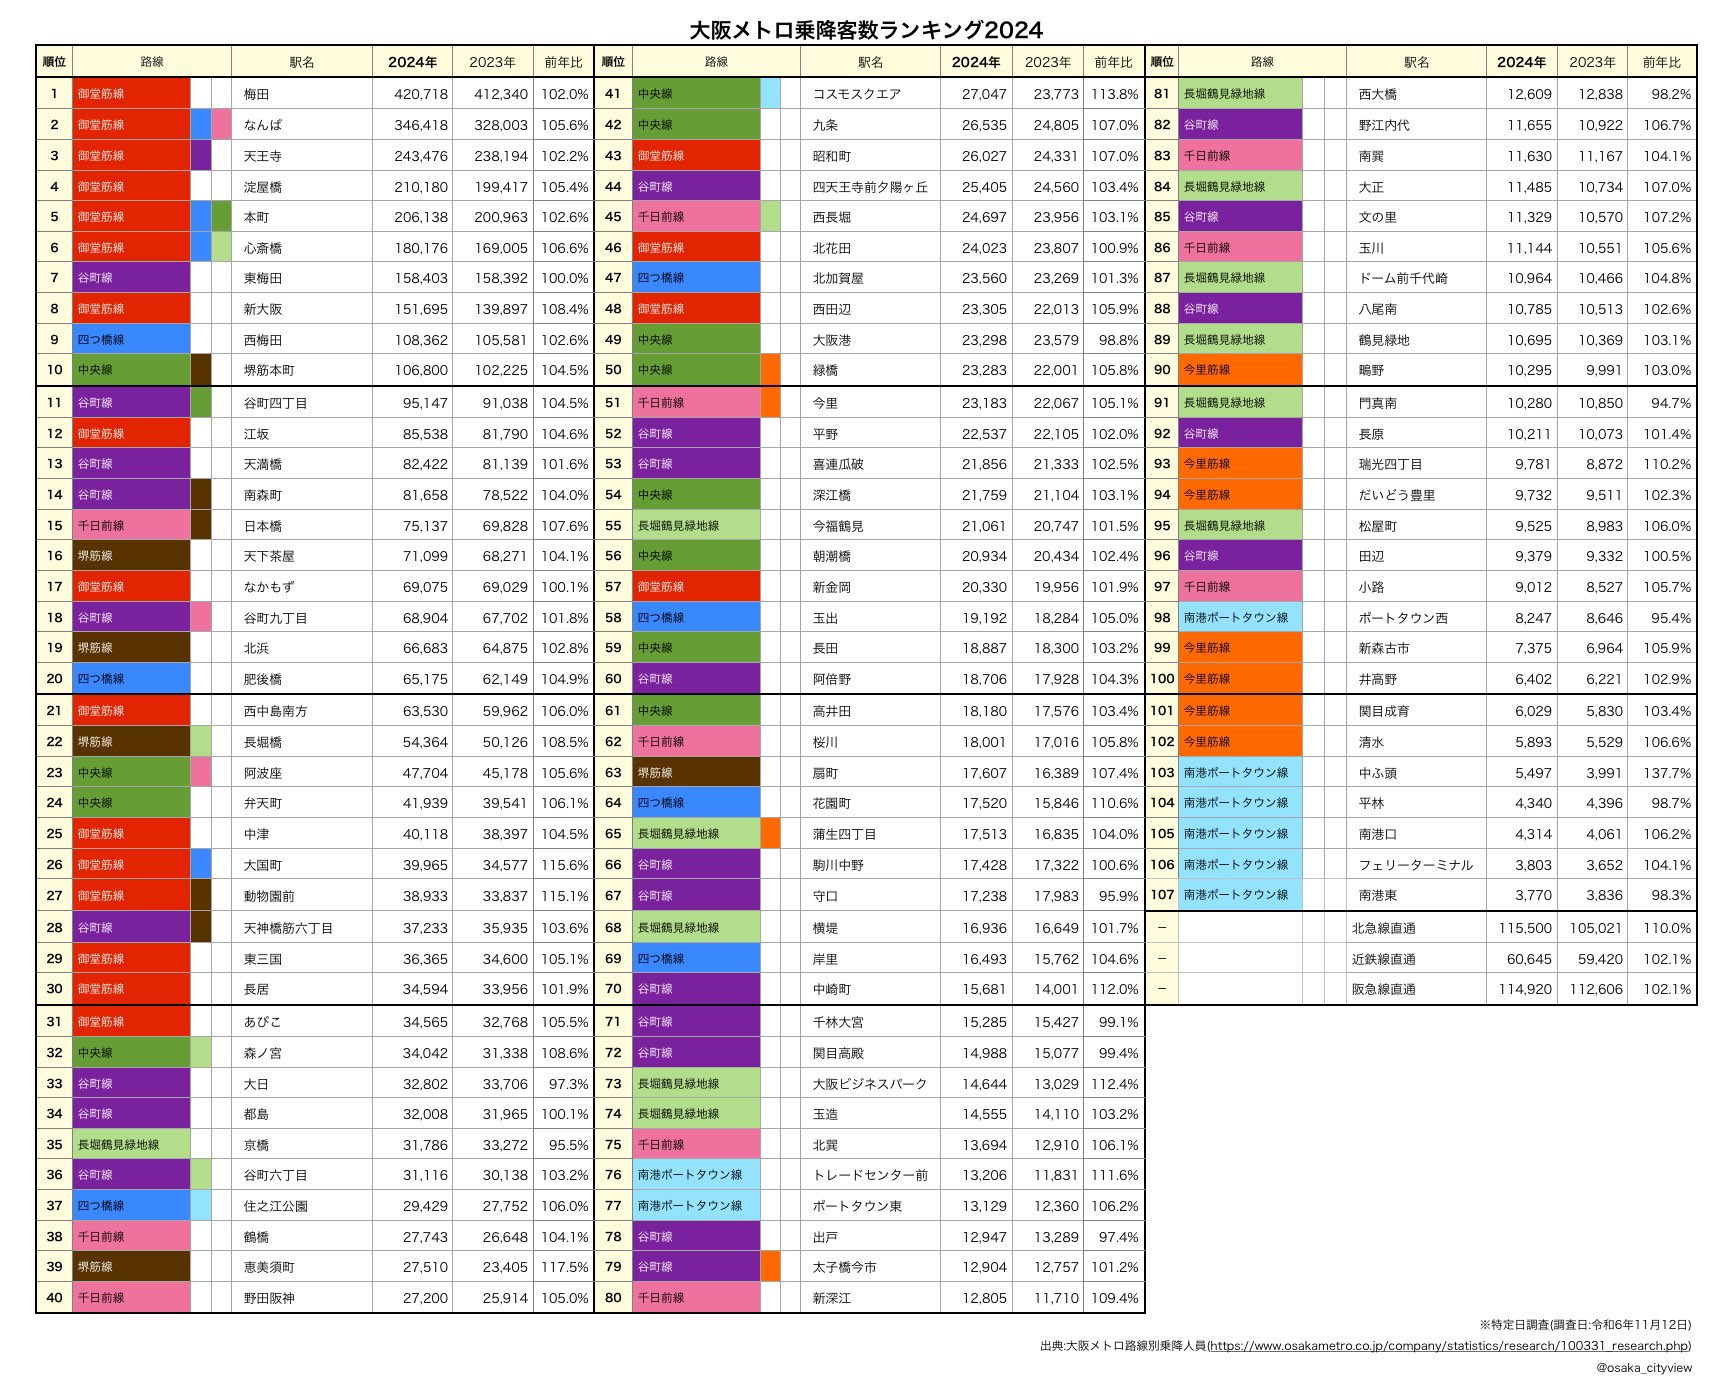 大阪メトロ乗降客数ランキング2024
順位 路線 駅名 2024年 2023年 前年比
1 御堂筋線 梅田 420,718 412,340 102.0%
2 御堂筋線 なんば 346,418 328,003 105.6%
3 御堂筋線 天王寺 243,476 238,194 102.2%
4 御堂筋線 淀屋橋 210,180 199,417 105.4%
5 御堂筋線 本町 206,138 200,963 102.6%
6 御堂筋線 心斎橋 180,176 169,005 106.6%
7 谷町線 東梅田 158,403 158,392 100.0%
8 御堂筋線 新大阪 151,695 139,897 108.4%
9 四つ橋線 西梅田 108,362 105,581 102.6%
10 中央線 堺筋本町 106,800 102,225 104.5%
11 谷町線 谷町四丁目 95,147 91,038 104.5%
12 御堂筋線 江坂 85,538 81,790 104.6%
13 谷町線 天満橋 82,422 81,139 101.6%
14 谷町線 南森町 81,658 78,522 104.0%
15 千日前線 日本橋 75,137 69,828 107.6%
16 堺筋線 天下茶屋 71,099 68,271 104.1%
17 御堂筋線 なかもず 69,075 69,029 100.1%
18 谷町線 谷町九丁目 68,904 67,702 101.8%
19 堺筋線 北浜 66,683 64,875 102.8%
20 四つ橋線 肥後橋 65,175 62,149 104.9%
21 御堂筋線 西中島南方 63,530 59,962 106.0%
22 堺筋線 長堀橋 54,364 50,126 108.5%
23 中央線 阿波座 47,704 45,178 105.6%
24 中央線 弁天町 41,939 39,541 106.1%
25 御堂筋線 中津 40,118 38,397 104.5%
26 御堂筋線 大国町 39,965 34,577 115.6%
27 御堂筋線 動物園前 38,933 33,837 115.1%
28 谷町線 天神橋筋六丁目 37,233 35,935 103.6%
29 御堂筋線 東三国 36,365 34,600 105.1%
30 御堂筋線 長居 34,594 33,956 101.9%
31 御堂筋線 あびこ 34,565 32,768 105.5%
32 中央線 森ノ宮 34,042 31,338 108.6%
33 谷町線 大日 32,802 33,706 97.3%
34 谷町線 都島 32,008 31,965 100.1%
35 長堀鶴見緑地線 京橋 31,786 33,272 95.5%
36 谷町線 谷町六丁目 31,116 30,138 103.2%
37 四つ橋線 住之江公園 29,429 27,752 106.0%
38 千日前線 鶴橋 27,743 26,648 104.1%
39 堺筋線 恵美須町 27,510 23,405 117.5%
40 千日前線 野田阪神 27,200 25,914 105.0%
順位 路線 駅名 2024年 2023年 前年比
41 中央線 コスモスクエア 27,047 23,773 113.8%
42 中央線 九条 26,535 24,805 107.0%
43 御堂筋線 昭和町 26,027 24,331 107.0%
44 谷町線 四天王寺前夕陽ヶ丘 25,405 24,560 103.4%
45 千日前線 西長堀 24,697 23,956 103.1%
46 御堂筋線 北花田 24,023 23,807 100.9%
47 四つ橋線 北加賀屋 23,560 23,269 101.3%
48 御堂筋線 西田辺 23,305 22,013 105.9%
49 中央線 大阪港 23,298 23,579 98.8%
50 中央線 緑橋 23,283 22,001 105.8%
51 千日前線 今里 23,183 22,067 105.1%
52 谷町線 平野 22,537 22,105 102.0%
53 谷町線 喜連瓜破 21,856 21,333 102.5%
54 中央線 深江橋 21,759 21,104 103.1%
55 長堀鶴見緑地線 今福鶴見 21,061 20,747 101.5%
56 中央線 朝潮橋 20,934 20,434 102.4%
57 御堂筋線 新金岡 20,330 19,956 101.9%
58 四つ橋線 玉出 19,192 18,284 105.0%
59 中央線 長田 18,887 18,300 103.2%
60 谷町線 阿倍野 18,706 17,928 104.3%
61 中央線 高井田 18,180 17,576 103.4%
62 千日前線 桜川 18,001 17,016 105.8%
63 堺筋線 扇町 17,607 16,389 107.4%
64 四つ橋線 花園町 17,520 15,846 110.6%
65 長堀鶴見緑地線 蒲生四丁目 17,513 16,835 104.0%
66 谷町線 駒川中野 17,428 17,322 100.6%
67 谷町線 守口 17,238 17,983 95.9%
68 長堀鶴見緑地線 横堤 16,936 16,649 101.7%
69 四つ橋線 岸里 16,493 15,762 104.6%
70 谷町線 中崎町 15,681 14,001 112.0%
71 谷町線 千林大宮 15,285 15,427 99.1%
72 谷町線 関目高殿 14,988 15,077 99.4%
73 長堀鶴見緑地線 大阪ビジネスパーク 14,644 13,029 112.4%
74 長堀鶴見緑地線 玉造 14,555 14,110 103.2%
75 千日前線 北巽 13,694 12,910 106.1%
76 南港ポートタウン線 トレードセンター前 13,206 11,831 111.6%
77 南港ポートタウン線 ポートタウン東 13,129 12,360 106.2%
78 谷町線 出戸 12,947 13,289 97.4%
79 谷町線 太子橋今市 12,904 12,757 101.2%
80 千日前線 新深江 12,805 11,710 109.4%
順位 路線 駅名 2024年 2023年 前年比
81 長堀鶴見緑地線 西大橋 12,609 12,838 98.2%
82 谷町線 野江内代 11,655 10,922 106.7%
83 千日前線 南巽 11,630 11,167 104.1%
84 長堀鶴見緑地線 大正 11,485 10,734 107.0%
85 谷町線 文の里 11,329 10,570 107.2%
86 千日前線 玉川 11,144 10,551 105.6%
87 長堀鶴見緑地線 ドーム前千代崎 10,964 10,466 104.8%
88 谷町線 八尾南 10,785 10,513 102.6%
89 長堀鶴見緑地線 鶴見緑地 10,695 10,369 103.1%
90 今里筋線 鴫野 10,295 9,991 103.0%
91 長堀鶴見緑地線 門真南 10,280 10,850 94.7%
92 谷町線 長原 10,211 10,073 101.4%
93 今里筋線 瑞光四丁目 9,781 8,872 110.2%
94 今里筋線 だいどう豊里 9,732 9,511 102.3%
95 長堀鶴見緑地線 松屋町 9,525 8,983 106.0%
96 谷町線 田辺 9,379 9,332 100.5%
97 千日前線 小路 9,012 8,527 105.7%
98 南港ポートタウン線 ポートタウン西 8,247 8,646 95.4%
99 今里筋線 新森古市 7,375 6,964 105.9%
100 今里筋線 井高野 6,402 6,221 102.9%
101 今里筋線 関目成育 6,029 5,830 103.4%
102 今里筋線 清水 5,893 5,529 106.6%
103 南港ポートタウン線 中ふ頭 5,497 3,991 137.7%
104 南港ポートタウン線 平林 4,340 4,396 98.7%
105 南港ポートタウン線 南港口 4,314 4,061 106.2%
106 南港ポートタウン線 フェリーターミナル 3,803 3,652 104.1%
107 南港ポートタウン線 南港東 3,770 3,836 98.3%
– 北急線直通 115,500 105,021 110.0%
– 近鉄線直通 60,645 59,420 102.1%
– 阪急線直通 114,920 112,606 102.1%
※特定日調査(調査日:令和6年11月12日)
出典:大阪メトロ路線別乗降人員(https://www.osakametro.co.jp/company/statistics/research/100331_research.php)
@osaka_cityview